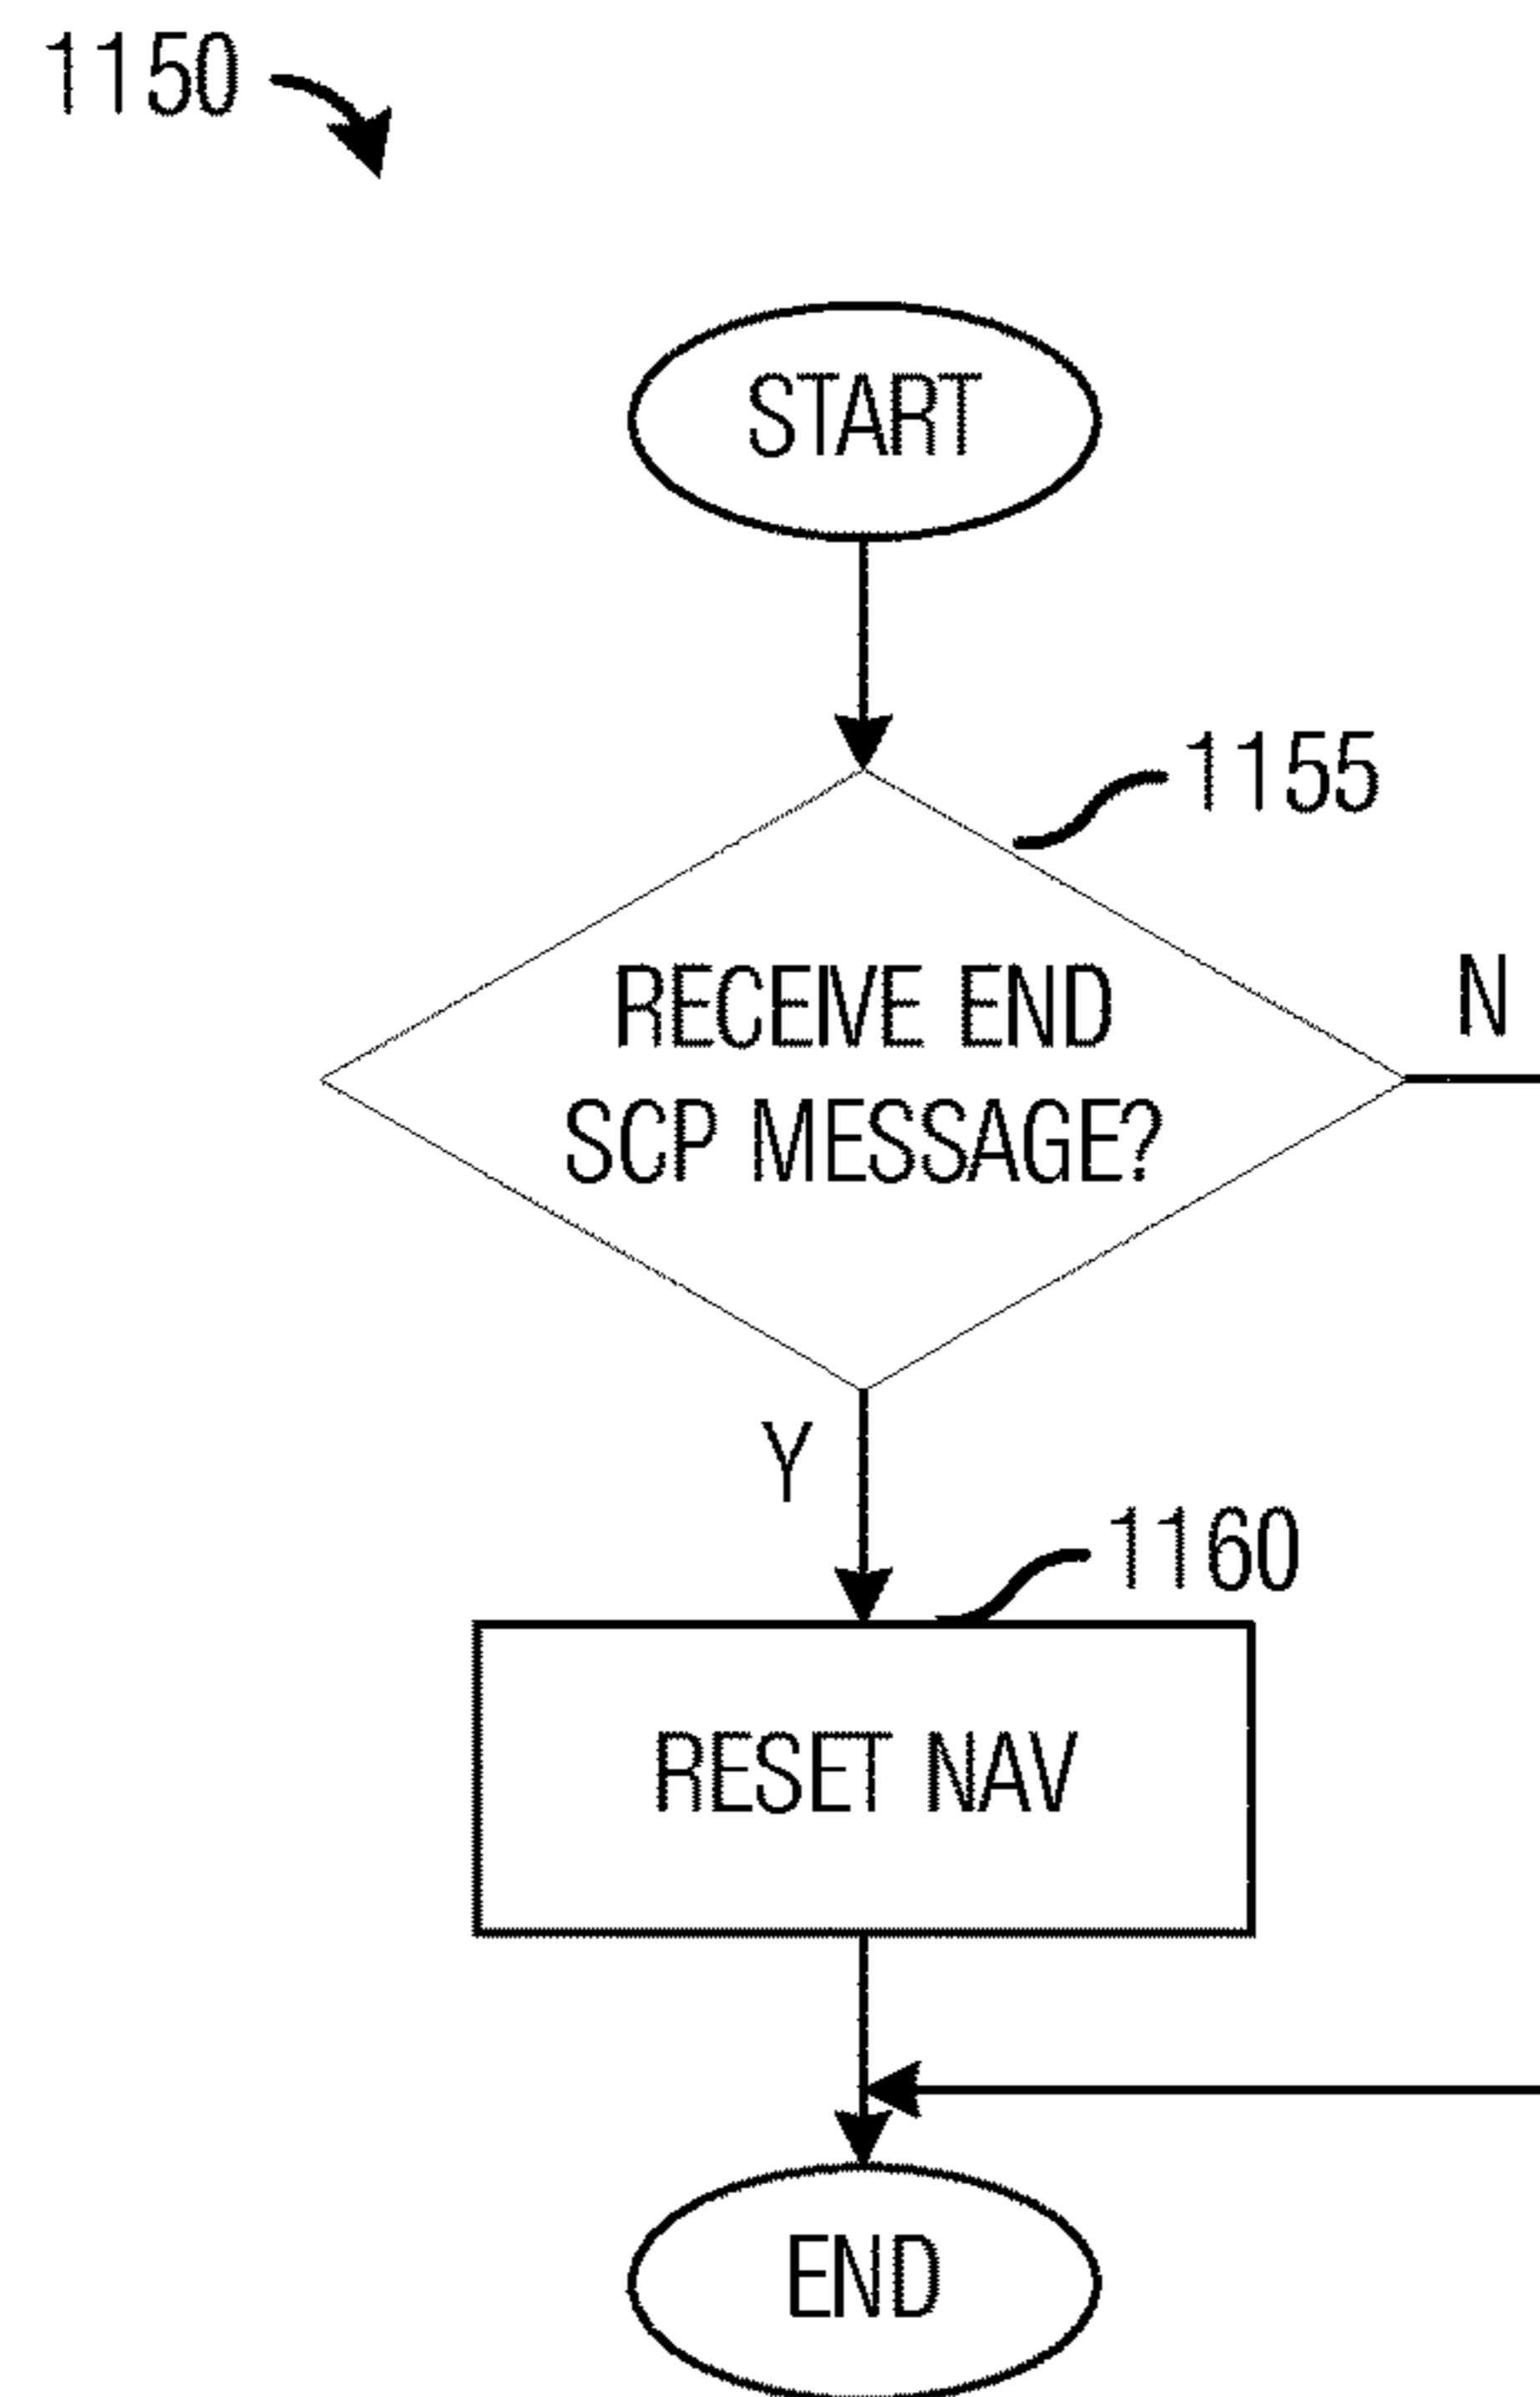 1150
START
1155
RECEIVE END
SCP MESSAGE?
N
Y
1160
RESET NAV
END